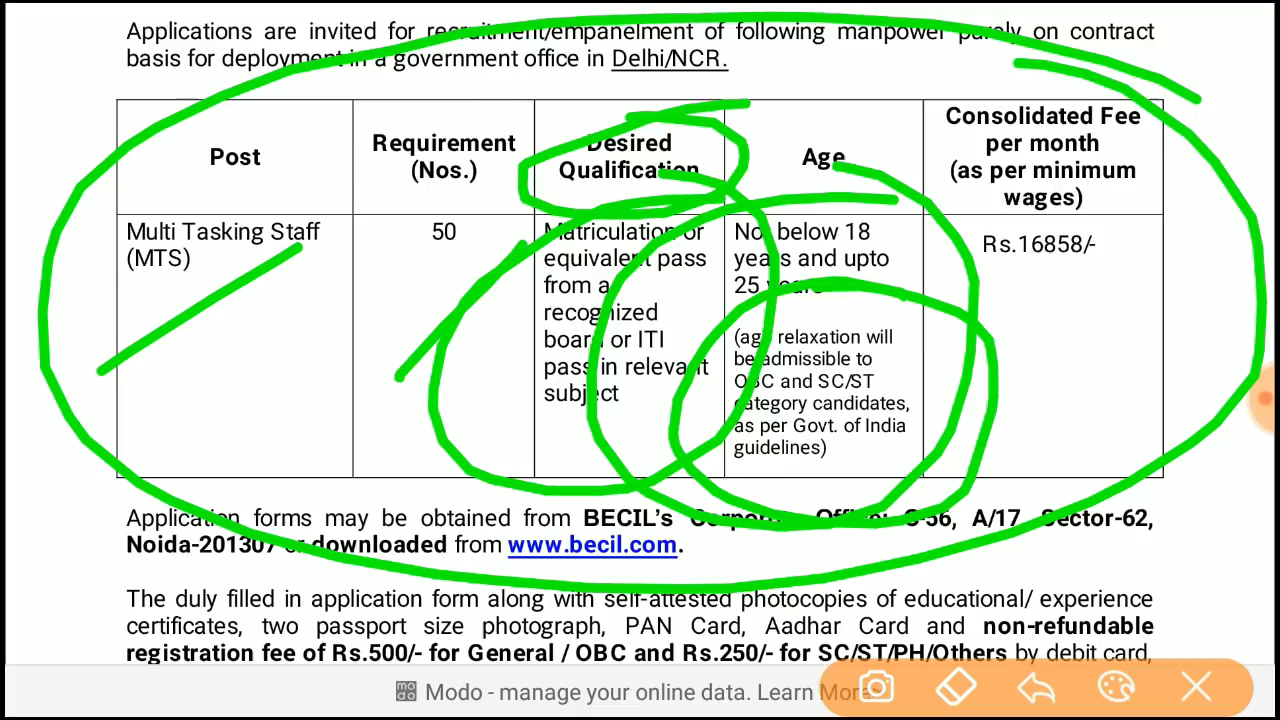 Applications are invited for recruitment/empanelment of following manpower purely on contract
basis for deployment in a government office in Delhi/NCR.
Post
Requirement
(Nos.)
Desired
Qualification
Age
Consolidated Fee
per month
(as per minimum
wages)
Multi Tasking Staff
(MTS)
50
Matriculation or
equivalent pass
from a
recognized
board or ITI
pass in relevant
subject
Not below 18
years and upto
25 years
(age relaxation will
be admissible to
OBC and SC/ST
category candidates,
as per Govt. of India
guidelines)
Rs.16858/-
Application forms may be obtained from BECIL's Corporate Office: C-56, A/17, Sector-62,
Noida-201307 or downloaded from www.becil.com.
The duly filled in application form along with self-attested photocopies of educational/ experience
certificates, two passport size photograph, PAN Card, Aadhar Card and non-refundable
registration fee of Rs.500/- for General / OBC and Rs.250/- for SC/ST/PH/Others by debit card,
modo Modo - manage your online data. Learn More